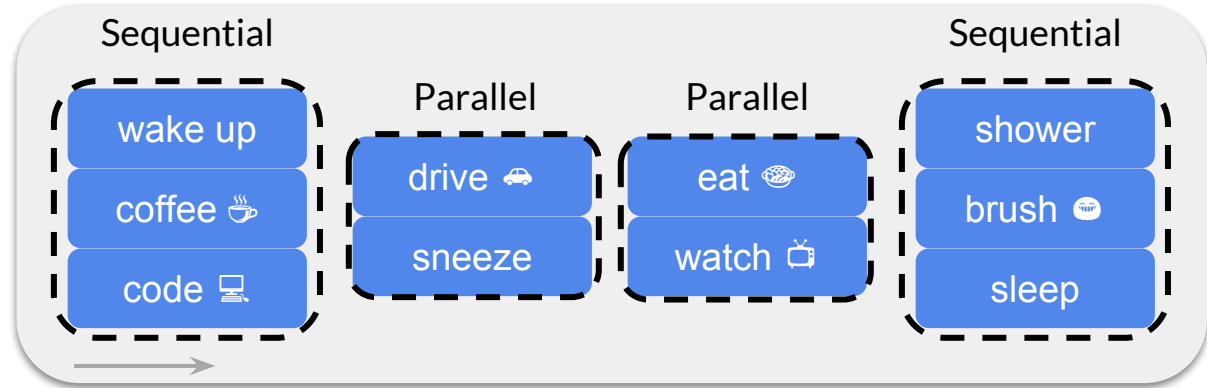 Sequential
wake up
coffee
code
Parallel
drive
sneeze
Parallel
eat
watch
Sequential
shower
brush
sleep